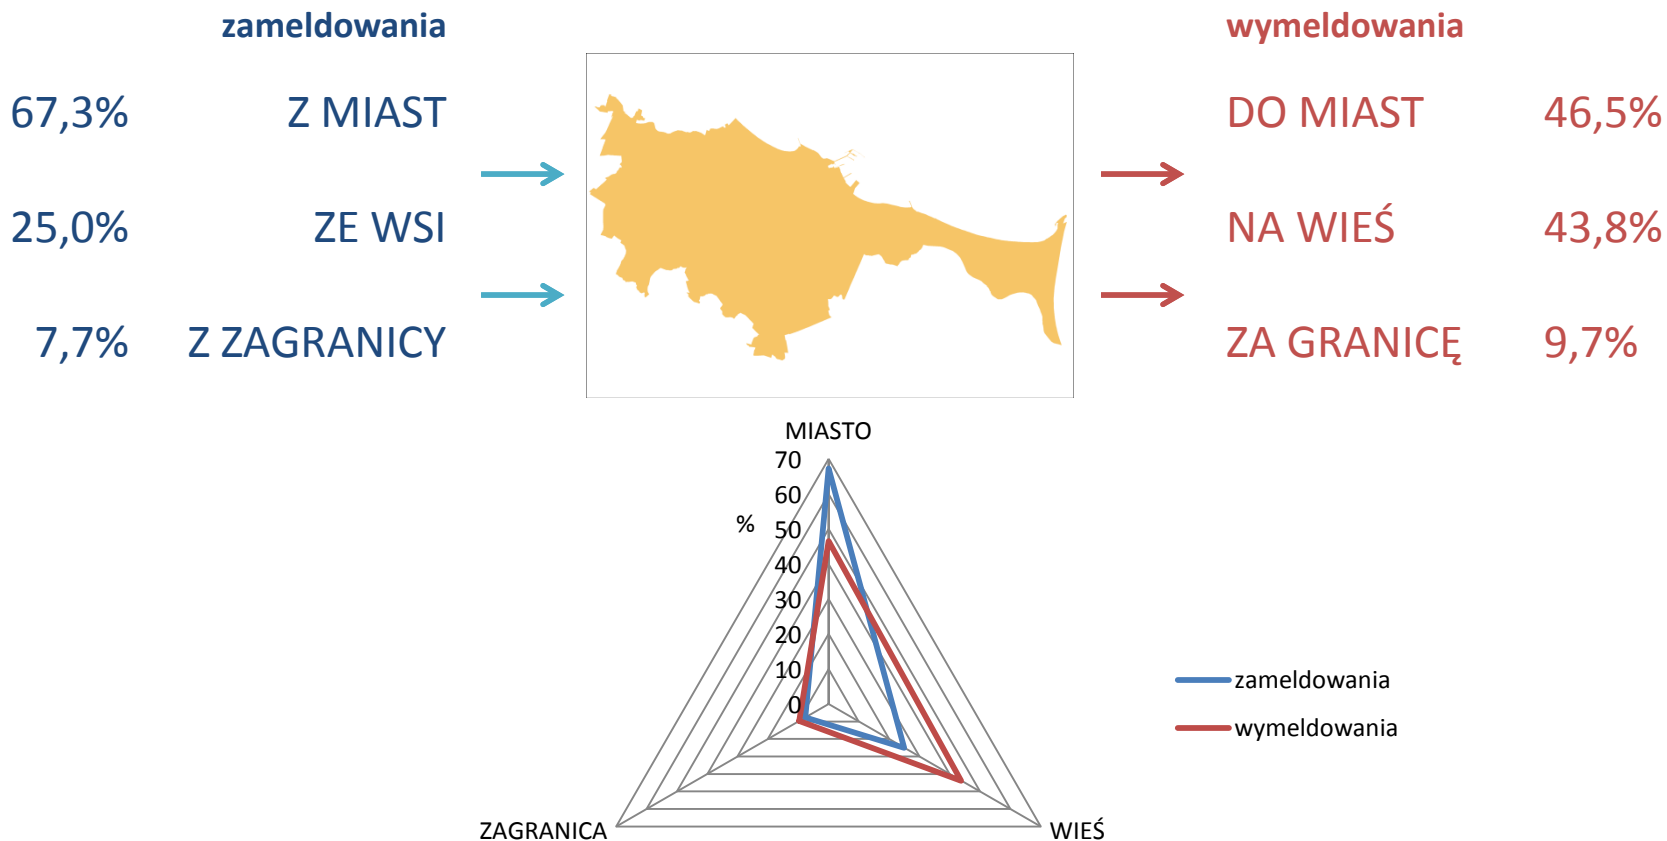 zameldowania
wymeldowania
67,3% Z MIAST
DO MIAST 46,5%
25,0% ZE WSI
NA WIEŚ 43,8%
7,7% Z ZAGRANICY
ZA GRANICĘ 9,7%
MIASTO
70
60
%
50
40
30
20
10
0
zameldowania
wymeldowania
ZAGRANICA
WIEŚ